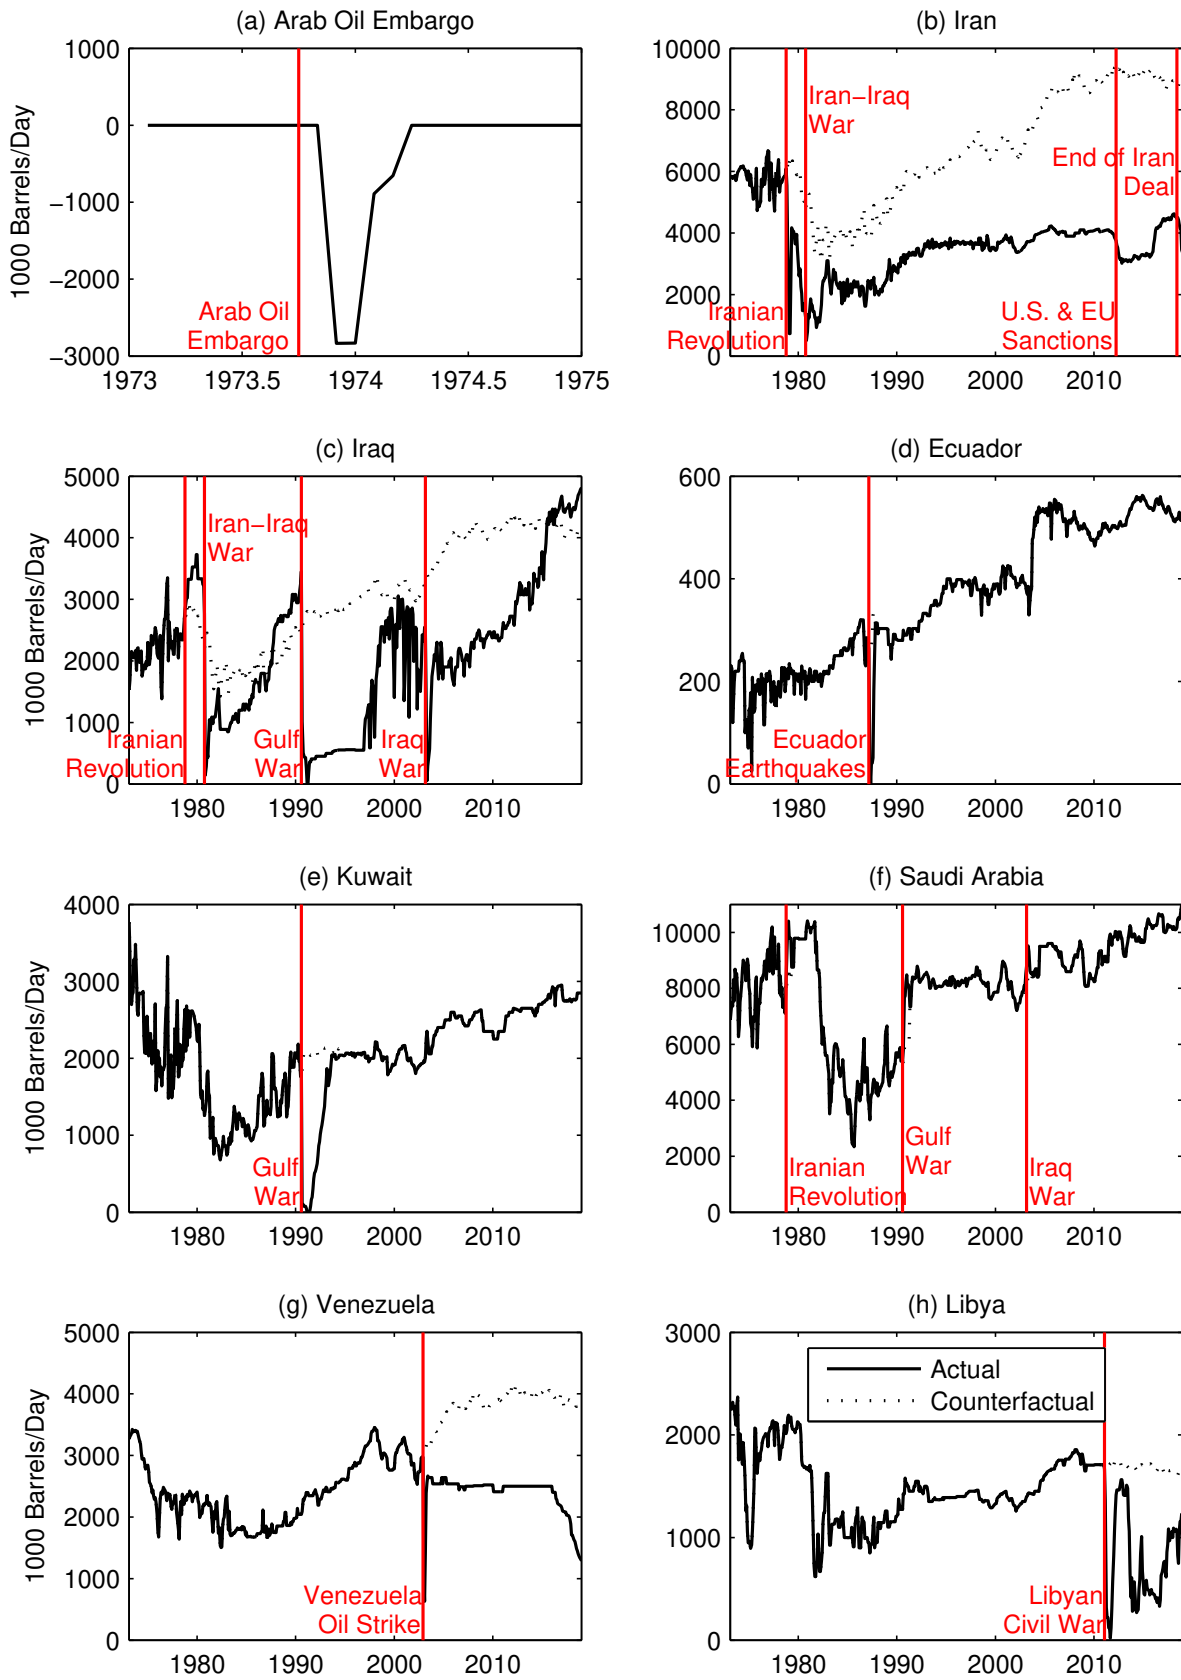 (a) Arab Oil Embargo
1000 Barrels/Day
1000
0
−1000
−2000
−3000
1973
1973.5
1974
1974.5
1975
Arab Oil
Embargo
(b) Iran
10000
8000
6000
4000
2000
0
1980
1990
2000
2010
Iran−Iraq
War
End of Iran
Deal
Iranian
Revolution
U.S. & EU
Sanctions
(c) Iraq
1000 Barrels/Day
5000
4000
3000
2000
1000
0
1980
1990
2000
2010
Iran−Iraq
War
Iranian
Revolution
Gulf
War
Iraq
War
(d) Ecuador
600
400
200
0
1980
1990
2000
2010
Ecuador
Earthquakes
(e) Kuwait
1000 Barrels/Day
4000
3000
2000
1000
0
1980
1990
2000
2010
Gulf
War
(f) Saudi Arabia
10000
8000
6000
4000
2000
0
1980
1990
2000
2010
Iranian
Revolution
Gulf
War
Iraq
War
(g) Venezuela
1000 Barrels/Day
5000
4000
3000
2000
1000
0
1980
1990
2000
2010
Venezuela
Oil Strike
(h) Libya
3000
2000
1000
0
1980
1990
2000
2010
Actual
Counterfactual
Libyan
Civil War